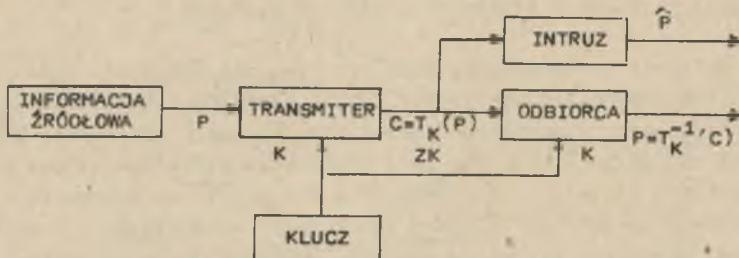 P̂
INTRUZ
INFORMACJA
ŹRÓDŁOWA
P
TRANSMITER
C=T_K(P)
ODBIORCA
P=T_K^-1'C)
K
ZK
K
KLUCZ